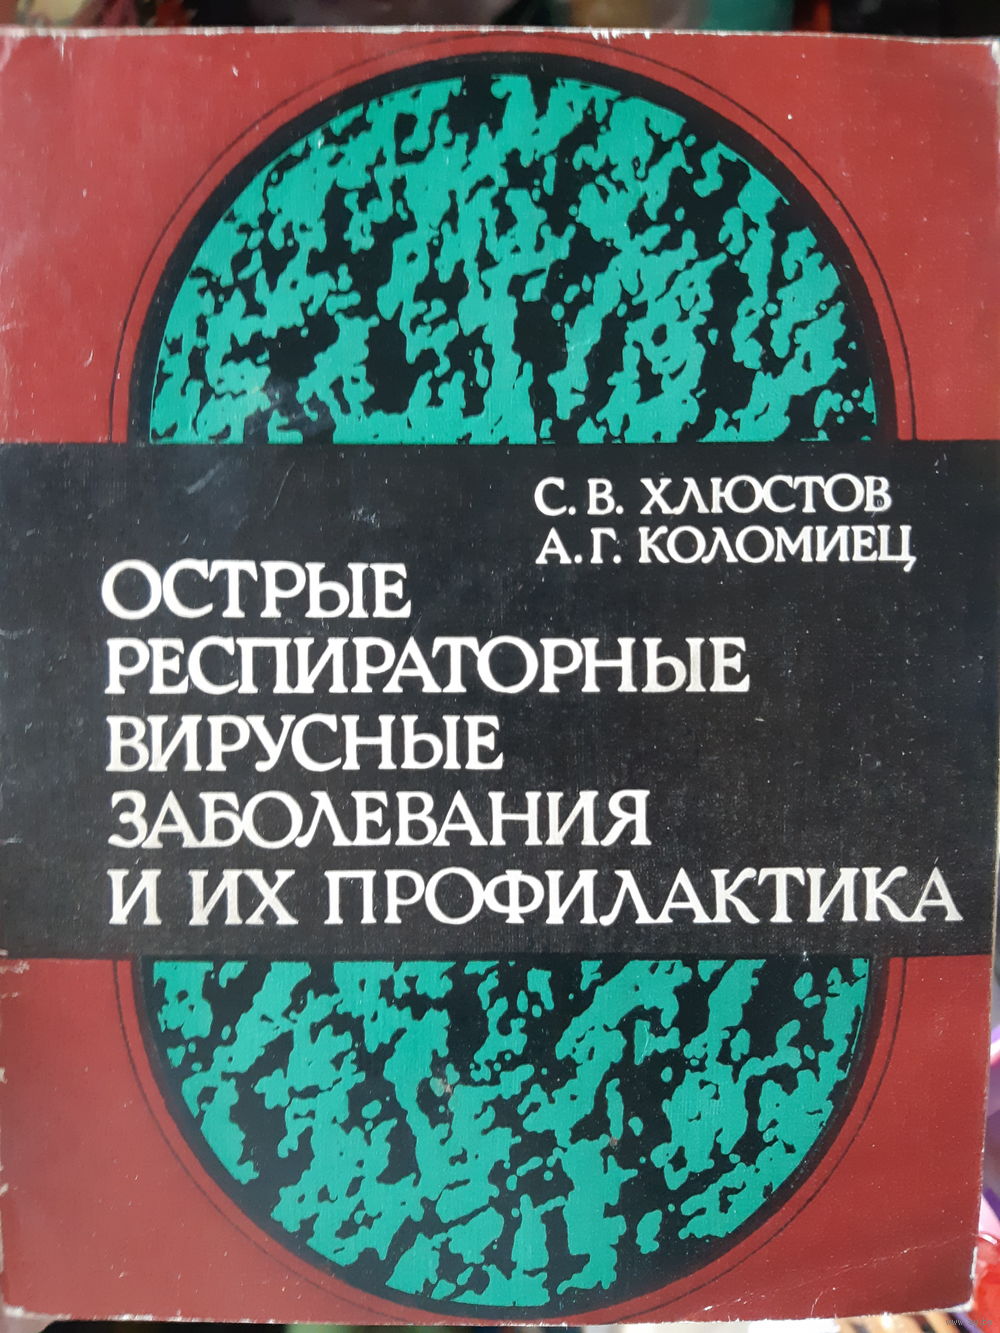 С. В. ХЛЮСТОВ
А. Г. КОЛОМИЕЦ
ОСТРЫЕ
РЕСПИРАТОРНЫЕ
ВИРУСНЫЕ
ЗАБОЛЕВАНИЯ
И ИХ ПРОФИЛАКТИКА